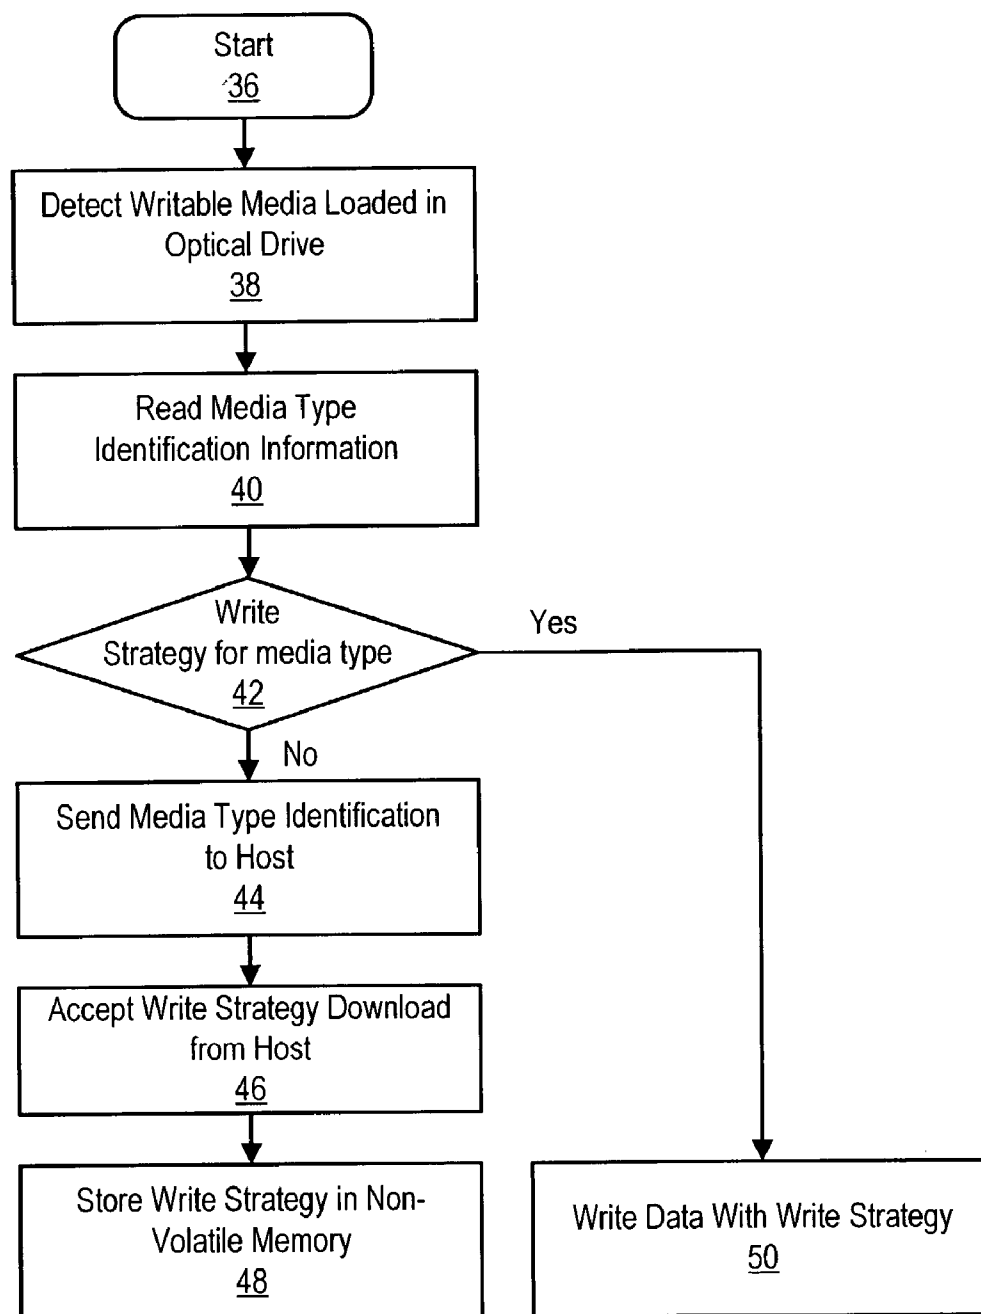 Start
36
Detect Writable Media Loaded in
Optical Drive
38
Read Media Type
Identification Information
40
Write
Strategy for media type
42
Yes
No
Send Media Type Identification
to Host
44
Accept Write Strategy Download
from Host
46
Store Write Strategy in Non-
Volatile Memory
48
Write Data With Write Strategy
50